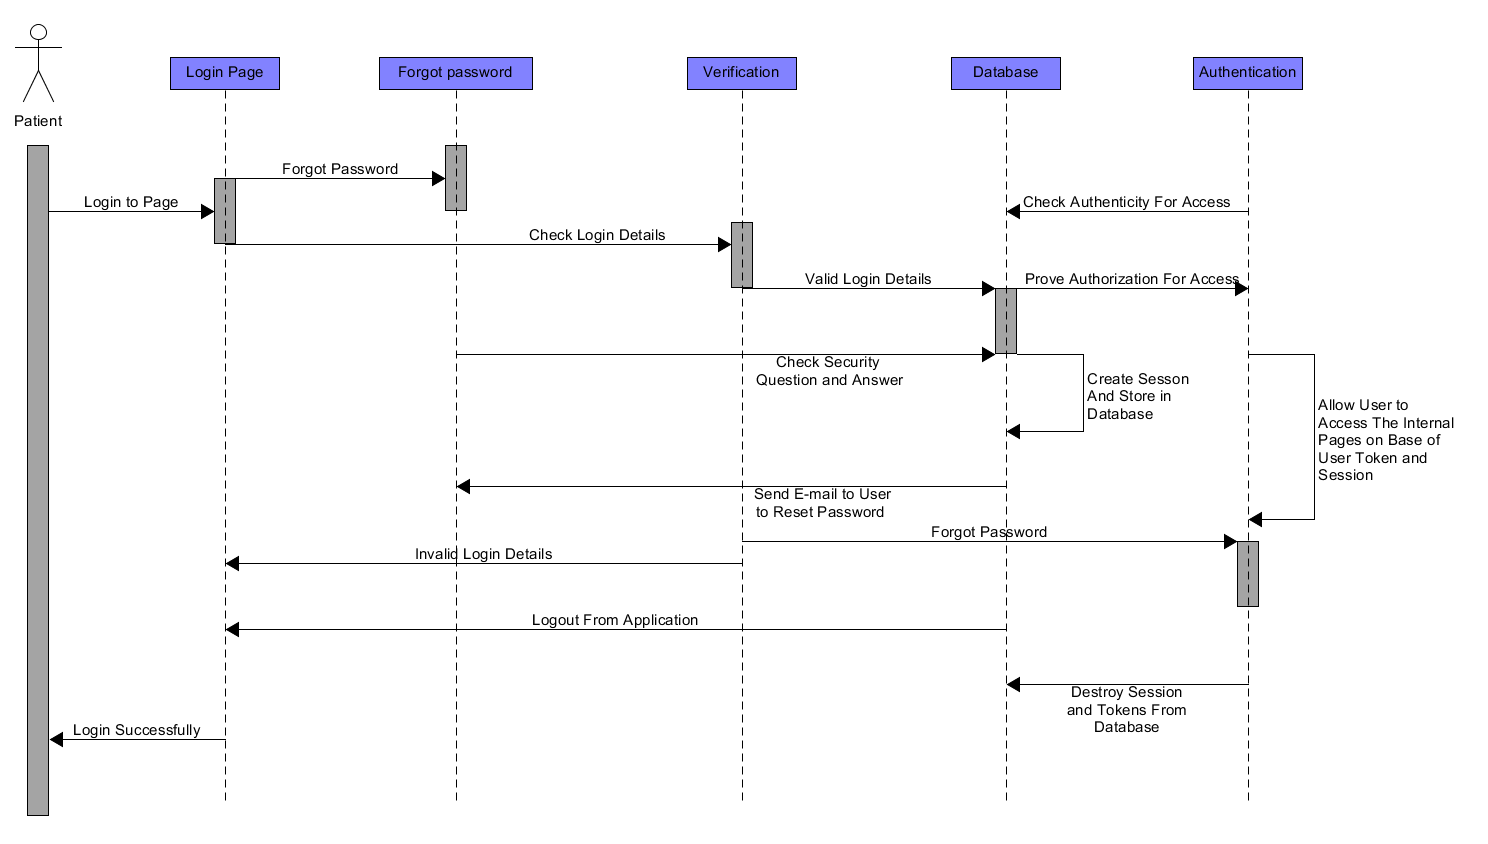 Patient
Login Page
Forgot password
Verification
Database
Authentication
Forgot Password
Login to Page
Check Authenticity For Access
Check Login Details
Valid Login Details
Prove Authorization For Access
Check Security
Question and Answer
Create Sesson
And Store in
Database
Allow User to
Access The Internal
Pages on Base of
User Token and
Session
Send E-mail to User
to Reset Password
Forgot Password
Invalid Login Details
Logout From Application
Destroy Session
and Tokens From
Database
Login Successfully